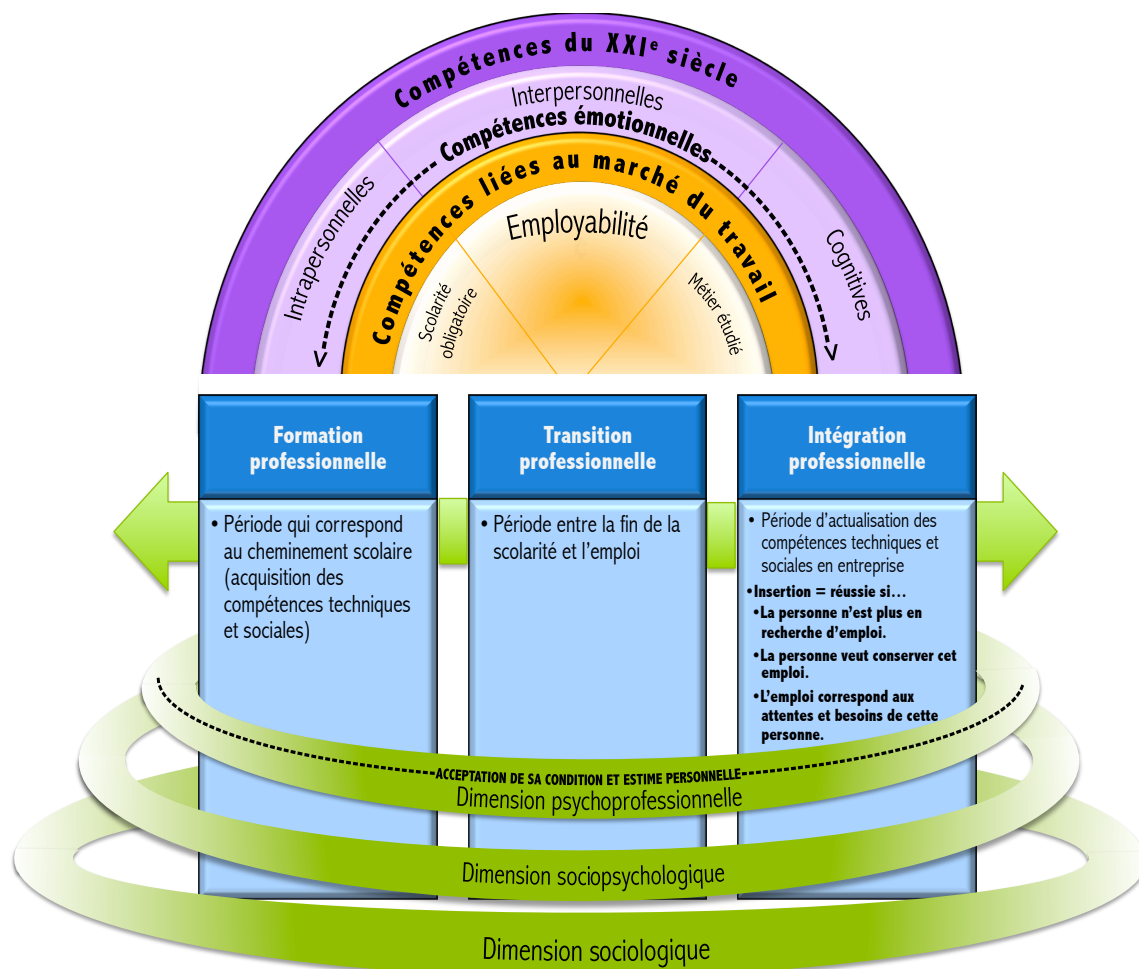 Compétences du XXIe siècle
Interpersonnelles
Compétences émotionnelles
Intrapersonnelles
Cognitives
Compétences liées au marché du travail
Employabilité
Scolarité
obligatoire
Métier étudié
Formation
professionnelle
• Période qui correspond
au cheminement scolaire
(acquisition des
compétences techniques
et sociales)
Transition
professionnelle
• Période entre la fin de la
scolarité et l’emploi
Intégration
professionnelle
• Période d’actualisation des
compétences techniques et
sociales en entreprise
•Insertion = réussie si…
•La personne n’est plus en
recherche d’emploi.
•La personne veut conserver cet
emploi.
•L’emploi correspond aux
attentes et besoins de cette
personne.
ACCEPTATION DE SA CONDITION ET ESTIME PERSONNELLE
Dimension psychoprofessionnelle
Dimension sociopsychologique
Dimension sociologique